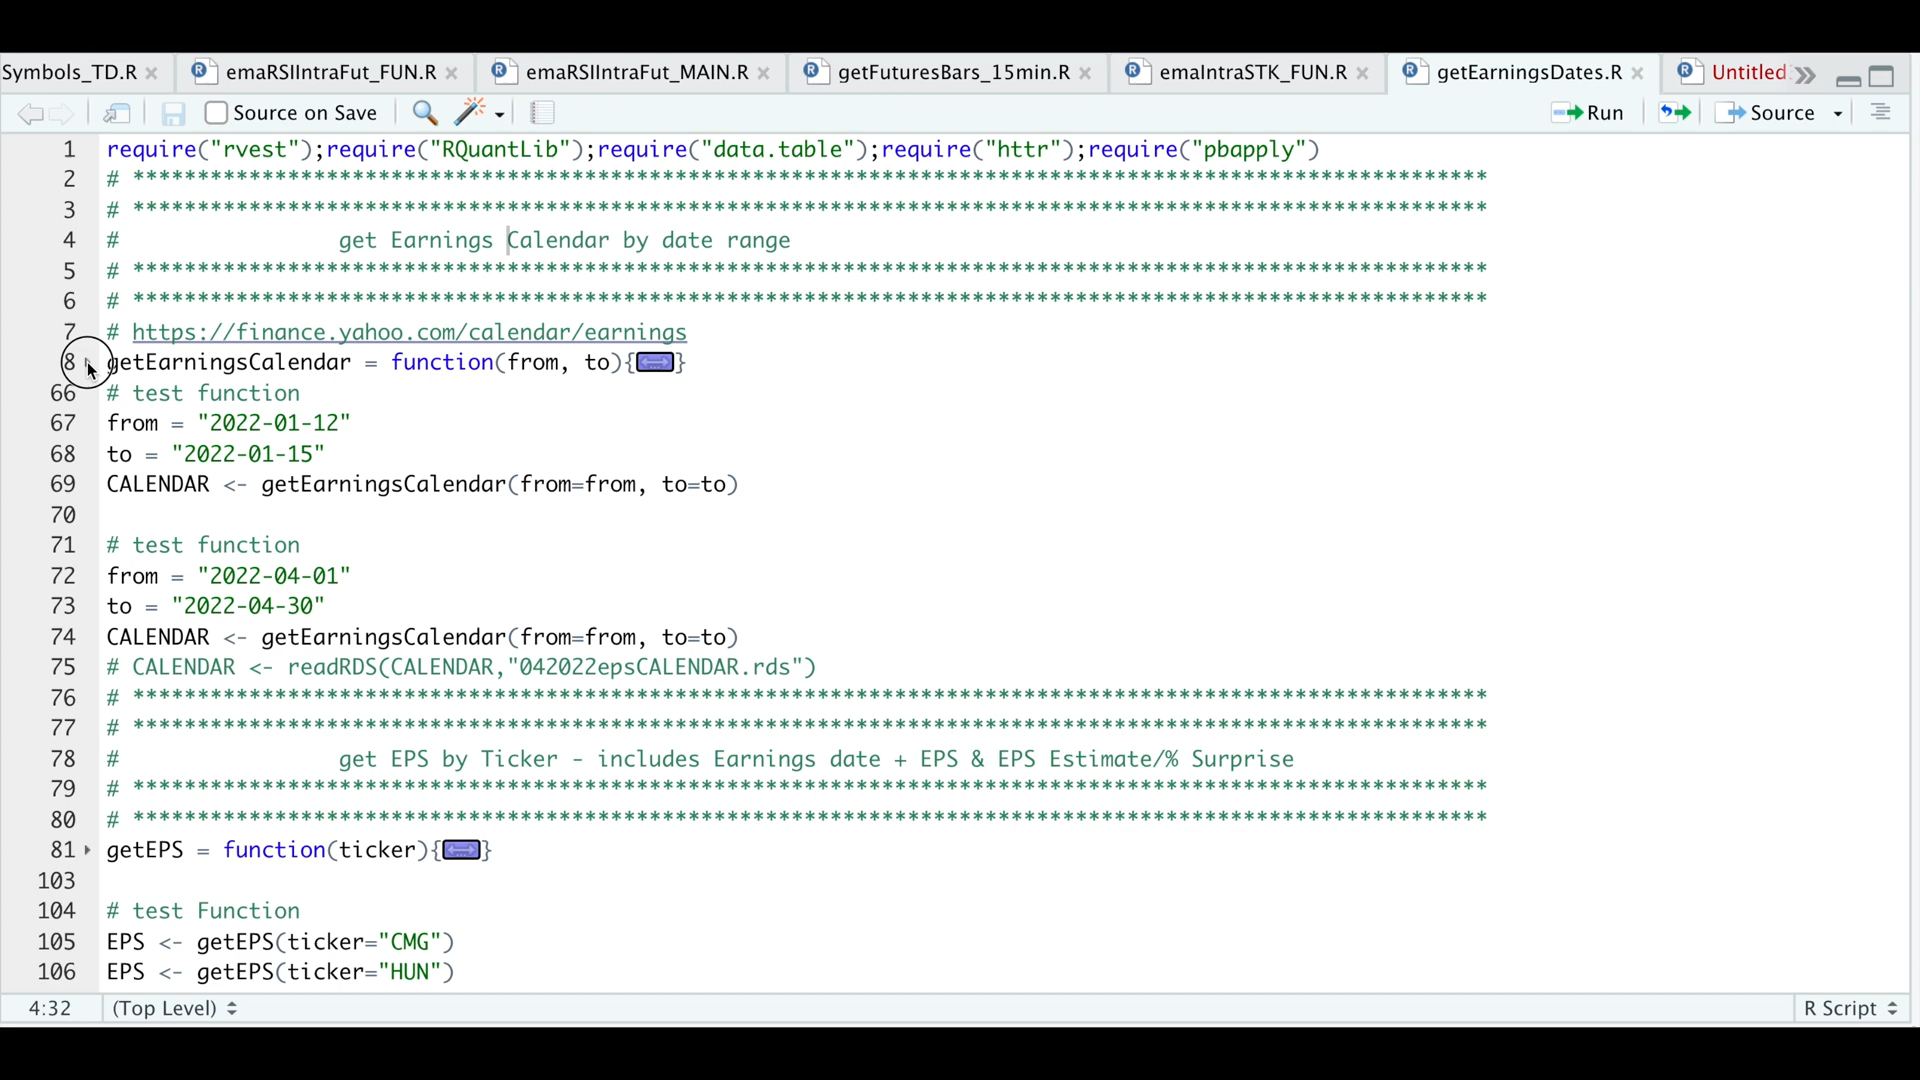 Symbols_TD.R emaRSIIntraFut_FUN.R emaRSIIntraFut_MAIN.R getFuturesBars_15min.R emaIntraSTK_FUN.R getEarningsDates.R Untitled
Source on Save Run Source
1 require("rvest");require("RQuantLib");require("data.table");require("httr");require("pbapply")
2 # *********************************************************************************************************
3 # *********************************************************************************************************
4 # get Earnings Calendar by date range
5 # *********************************************************************************************************
6 # *********************************************************************************************************
7 # https://finance.yahoo.com/calendar/earnings
8 getEarningsCalendar = function(from, to){}
66 # test function
67 from = "2022-01-12"
68 to = "2022-01-15"
69 CALENDAR <- getEarningsCalendar(from=from, to=to)
70
71 # test function
72 from = "2022-04-01"
73 to = "2022-04-30"
74 CALENDAR <- getEarningsCalendar(from=from, to=to)
75 # CALENDAR <- readRDS(CALENDAR,"042022epsCALENDAR.rds")
76 # *********************************************************************************************************
77 # *********************************************************************************************************
78 # get EPS by Ticker - includes Earnings date + EPS & EPS Estimate/% Surprise
79 # *********************************************************************************************************
80 # *********************************************************************************************************
81 getEPS = function(ticker){}
103
104 # test Function
105 EPS <- getEPS(ticker="CMG")
106 EPS <- getEPS(ticker="HUN")
4:32 (Top Level) R Script